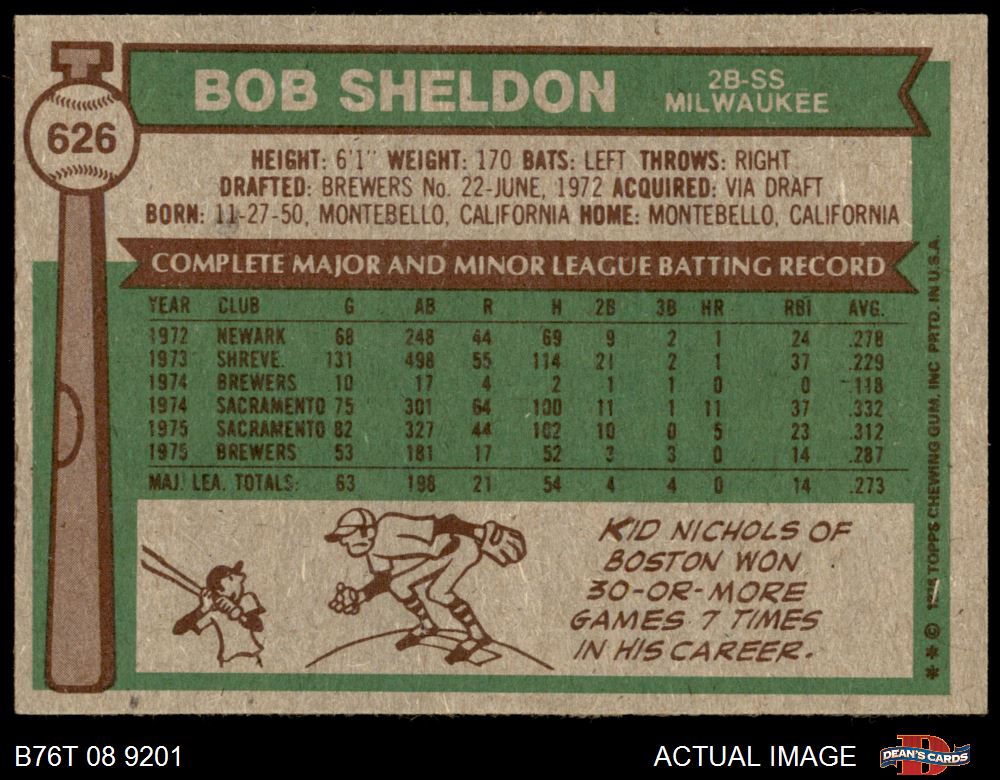 626
BOB SHELDON
2B-SS
MILWAUKEE
HEIGHT: 6'1" WEIGHT: 170 BATS: LEFT THROWS: RIGHT
DRAFTED: BREWERS No. 22-JUNE, 1972 ACQUIRED: VIA DRAFT
BORN: 11-27-50, MONTEBELLO, CALIFORNIA HOME: MONTEBELLO, CALIFORNIA
COMPLETE MAJOR AND MINOR LEAGUE BATTING RECORD
YEAR CLUB G AB R H 2B 3B HR RBI AVG.
1972 NEWARK 68 248 44 69 9 2 1 24 .278
1973 SHREVE. 131 498 55 114 21 2 1 37 .229
1974 BREWERS 10 17 4 2 1 1 0 0 .118
1974 SACRAMENTO 75 301 64 100 11 1 11 37 .332
1975 SACRAMENTO 82 327 44 102 10 0 5 23 .312
1975 BREWERS 53 181 17 52 3 3 0 14 .287
MAJ. LEA. TOTALS: 63 198 21 54 4 4 0 14 .273
KID NICHOLS OF
BOSTON WON
30-OR-MORE
GAMES 7 TIMES
IN HIS CAREER.
** © TOPPS CHEWING GUM, INC PRTD. IN U.S.A.
B76T 08 9201
ACTUAL IMAGE
DEAN'S CARDS